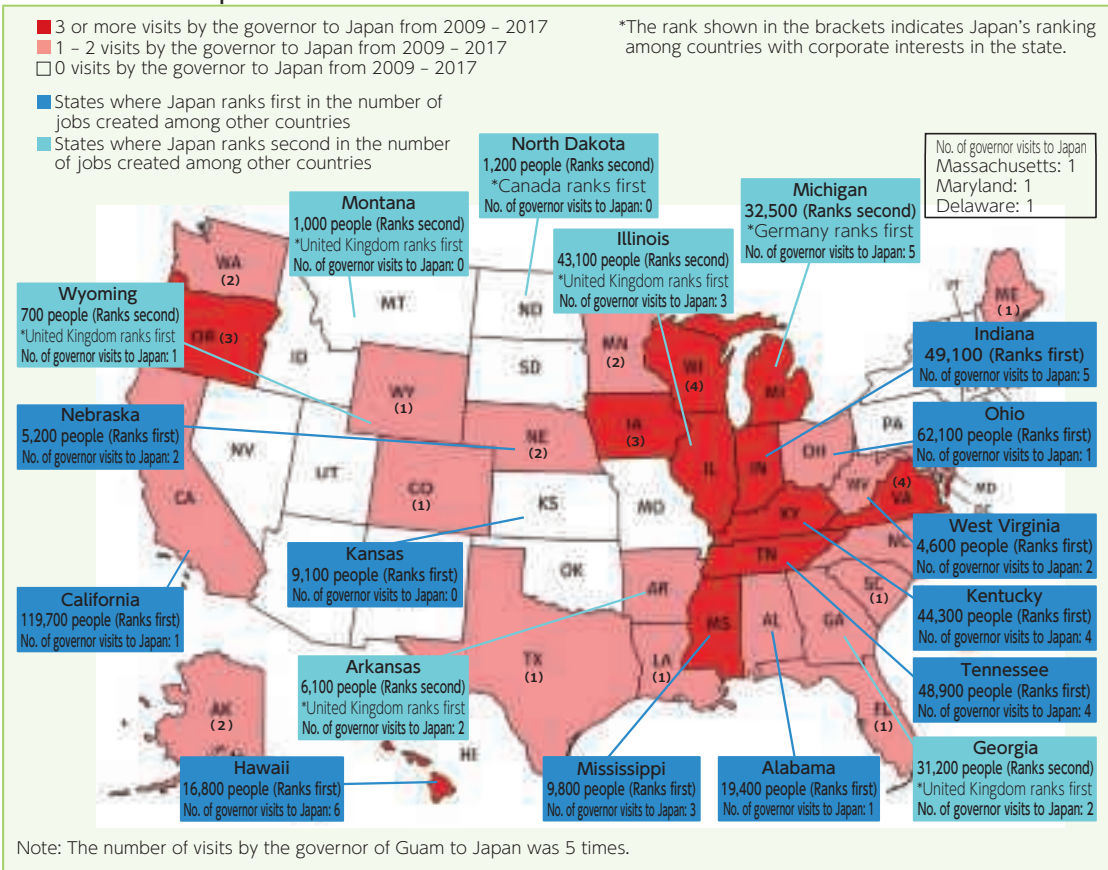 3 or more visits by the governor to Japan from 2009 – 2017
1 – 2 visits by the governor to Japan from 2009 – 2017
0 visits by the governor to Japan from 2009 – 2017
States where Japan ranks first in the number of
jobs created among other countries
States where Japan ranks second in the number
of jobs created among other countries
*The rank shown in the brackets indicates Japan's ranking
among countries with corporate interests in the state.
No. of governor visits to Japan
Massachusetts: 1
Maryland: 1
Delaware: 1
North Dakota
1,200 people (Ranks second)
*Canada ranks first
No. of governor visits to Japan: 0
Montana
1,000 people (Ranks second)
*United Kingdom ranks first
No. of governor visits to Japan: 0
Michigan
32,500 (Ranks second)
*Germany ranks first
No. of governor visits to Japan: 5
Illinois
43,100 people (Ranks second)
*United Kingdom ranks first
No. of governor visits to Japan: 3
Wyoming
700 people (Ranks second)
*United Kingdom ranks first
No. of governor visits to Japan: 1
Indiana
49,100 (Ranks first)
No. of governor visits to Japan: 5
Nebraska
5,200 people (Ranks first)
No. of governor visits to Japan: 2
Ohio
62,100 people (Ranks first)
No. of governor visits to Japan: 1
West Virginia
4,600 people (Ranks first)
No. of governor visits to Japan: 2
Kansas
9,100 people (Ranks first)
No. of governor visits to Japan: 0
California
119,700 people (Ranks first)
No. of governor visits to Japan: 1
Kentucky
44,300 people (Ranks first)
No. of governor visits to Japan: 4
Arkansas
6,100 people (Ranks second)
*United Kingdom ranks first
No. of governor visits to Japan: 2
Tennessee
48,900 people (Ranks first)
No. of governor visits to Japan: 4
Hawaii
16,800 people (Ranks first)
No. of governor visits to Japan: 6
Mississippi
9,800 people (Ranks first)
No. of governor visits to Japan: 3
Alabama
19,400 people (Ranks first)
No. of governor visits to Japan: 1
Georgia
31,200 people (Ranks second)
*United Kingdom ranks first
No. of governor visits to Japan: 2
WA
(2)
OR (3)
MT
ID
ND
SD
MN
(2)
WI
(4)
MI
ME
(1)
VT
WY
(1)
NE
(2)
IA
(3)
IL
IN
OH
PA
WV
(4)
VA
MD
NV
UT
CO
(1)
CA
KS
MO
KY
NC
TN
OK
AR
SC
(1)
MS
AL
GA
TX
(1)
LA
(1)
FL
(1)
AK
(2)
HI
Note: The number of visits by the governor of Guam to Japan was 5 times.